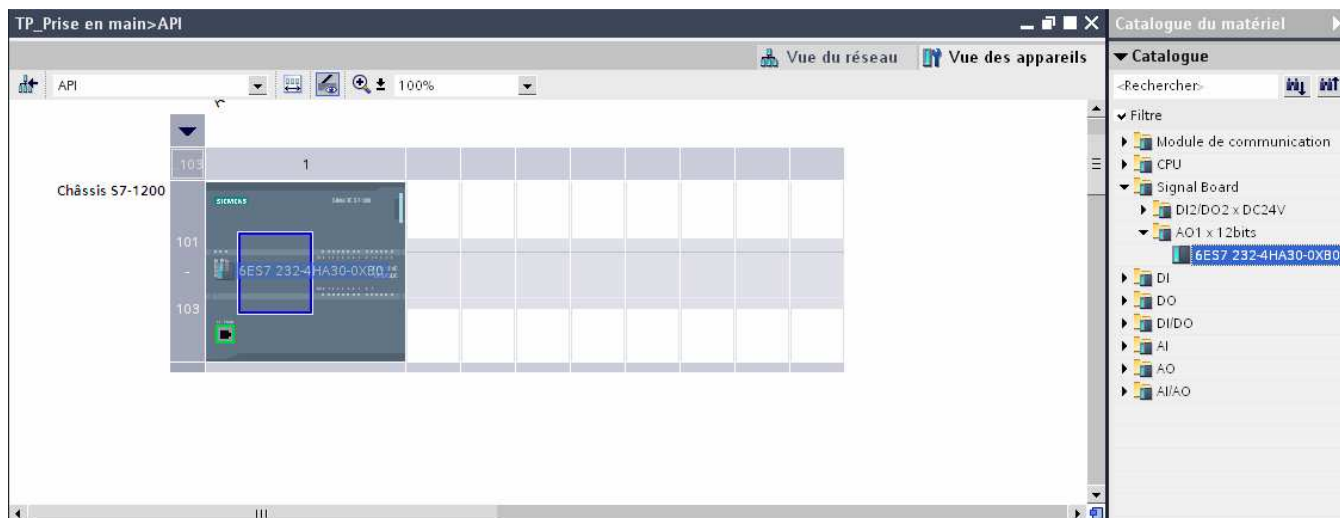 TP_Prise en main>API
Vue du réseau
Vue des appareils
API
100%
103
1
Châssis S7-1200
SIEMENS
101
-
103
6ES7 232-4HA30-0XB0
Catalogue du matériel
Catalogue
<Rechercher>
Filtre
Module de communication
CPU
Signal Board
DI2/DO2 x DC24V
AO1 x 12bits
6ES7 232-4HA30-0XB0
DI
DO
DI/DO
AI
AO
AI/AO